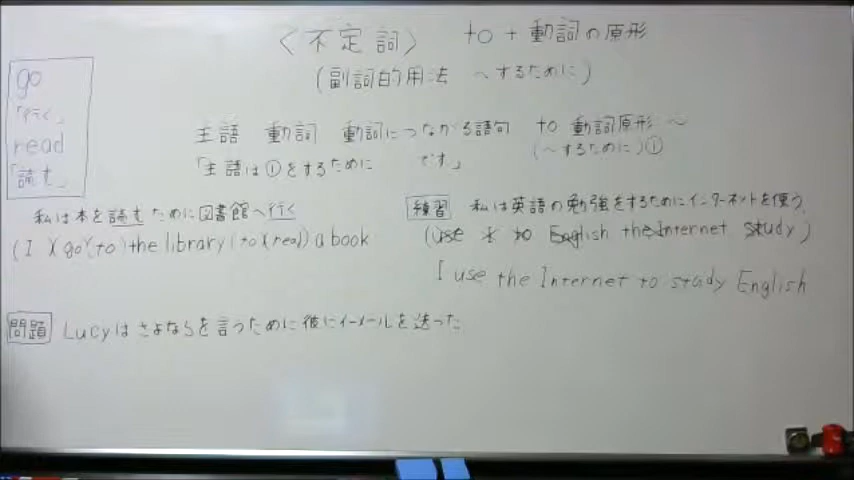 〈不定詞〉 to + 動詞の原形
(副詞的用法 〜するために)
go
「行く」
read
「読む」
主語 動詞 動詞につながる語句 to 動詞原形 〜
(〜するために)①
「主語は①をするために です」
私は本を読むために図書館へ行く
(I)(go)(to)the library(to)(read) a book
練習 私は英語の勉強をするためにインターネットを使う
(use I to English the Internet study)
I use the Internet to study English
問題 Lucyはさよならを言うために彼にイーメールを送った